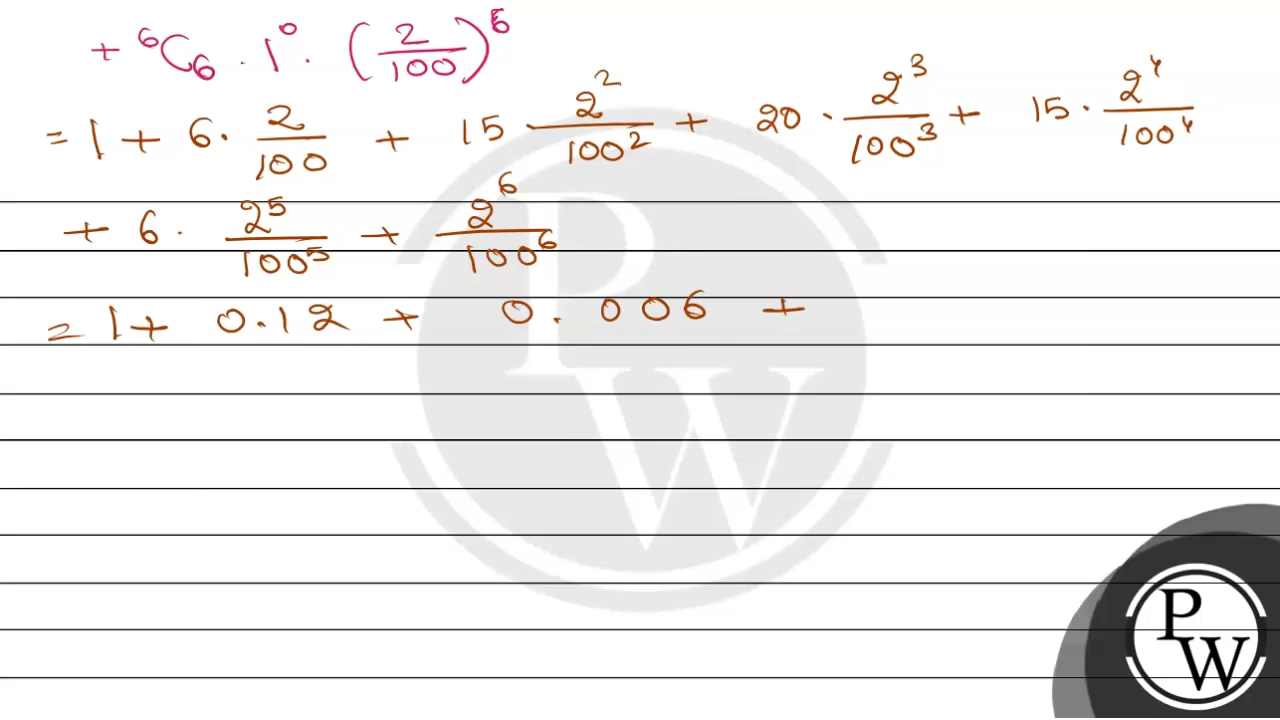 + ⁶C₆ · 1⁰ · (2/100)⁶
= 1 + 6 · 2/100 + 15 2²/100² + 20 · 2³/100³ + 15 · 2⁴/100⁴
+ 6 · 2⁵/100⁵ + 2⁶/100⁶
= 1 + 0.12 + 0.006 +
PW
PW